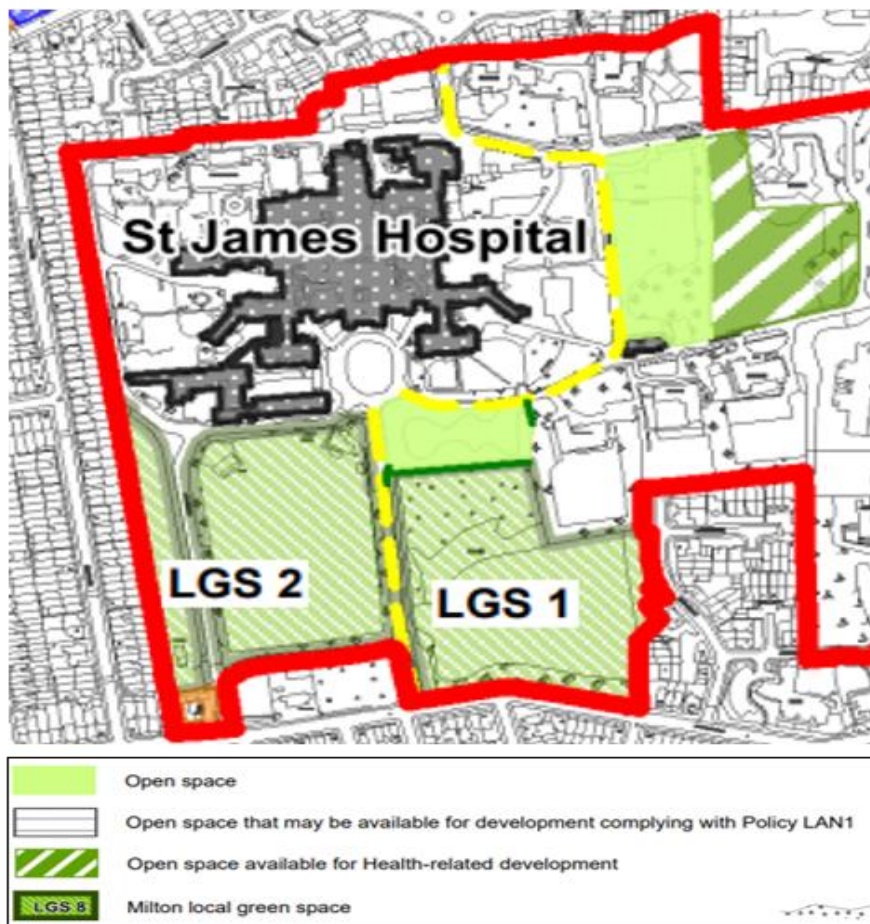 St James Hospital
LGS 2
LGS 1
Open space
Open space that may be available for development complying with Policy LAN1
Open space available for Health-related development
LGS 8 Milton local green space